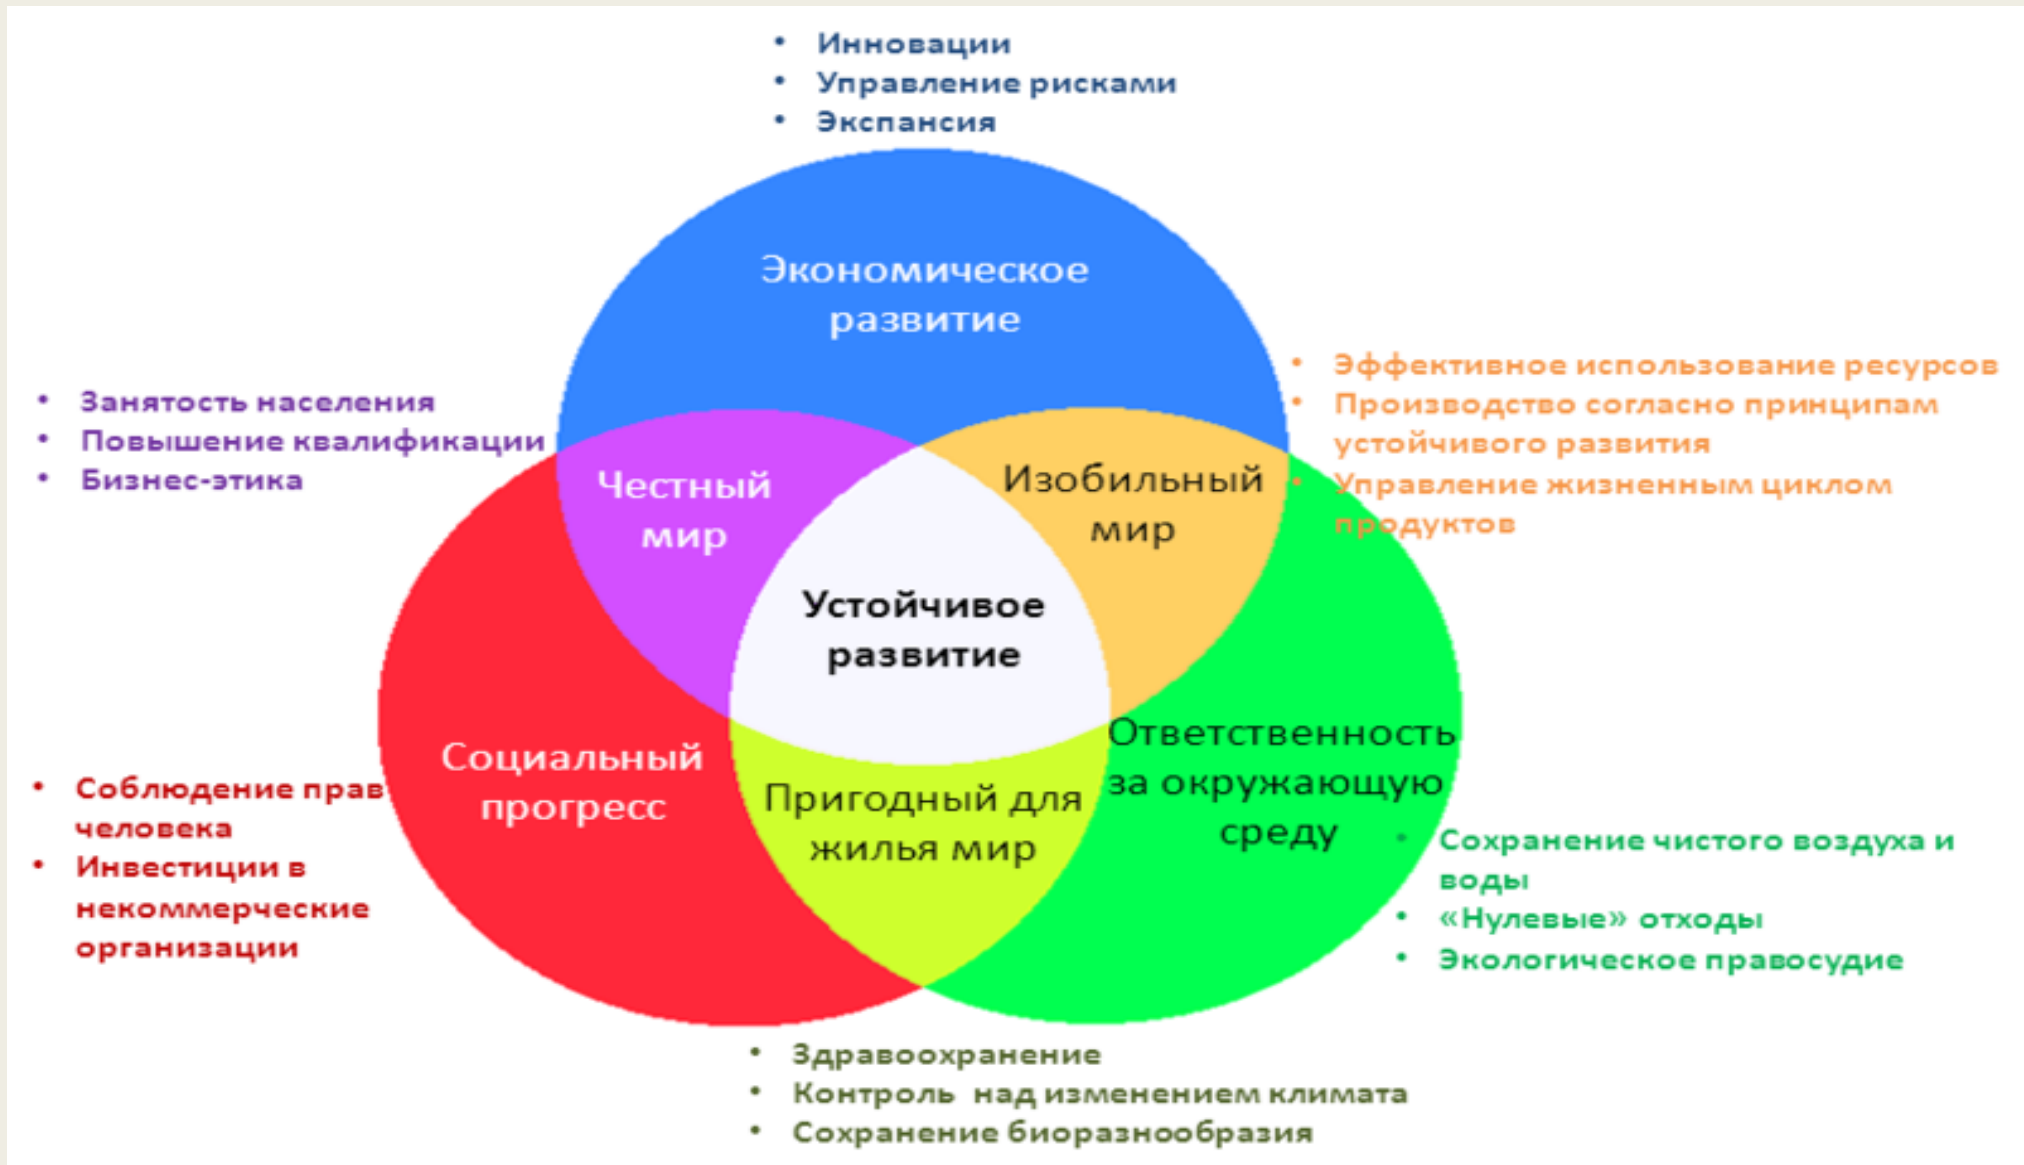 • Инновации
• Управление рисками
• Экспансия
Экономическое
развитие
• Занятость населения
• Повышение квалификации
• Бизнес-этика
• Эффективное использование ресурсов
• Производство согласно принципам
устойчивого развития
• Управление жизненным циклом
продуктов
Честный
мир
Изобильный
мир
Устойчивое
развитие
Социальный
прогресс
Пригодный для
жилья мир
Ответственность
за окружающую
среду
• Соблюдение прав
человека
• Инвестиции в
некоммерческие
организации
• Сохранение чистого воздуха и
воды
• «Нулевые» отходы
• Экологическое правосудие
• Здравоохранение
• Контроль над изменением климата
• Сохранение биоразнообразия